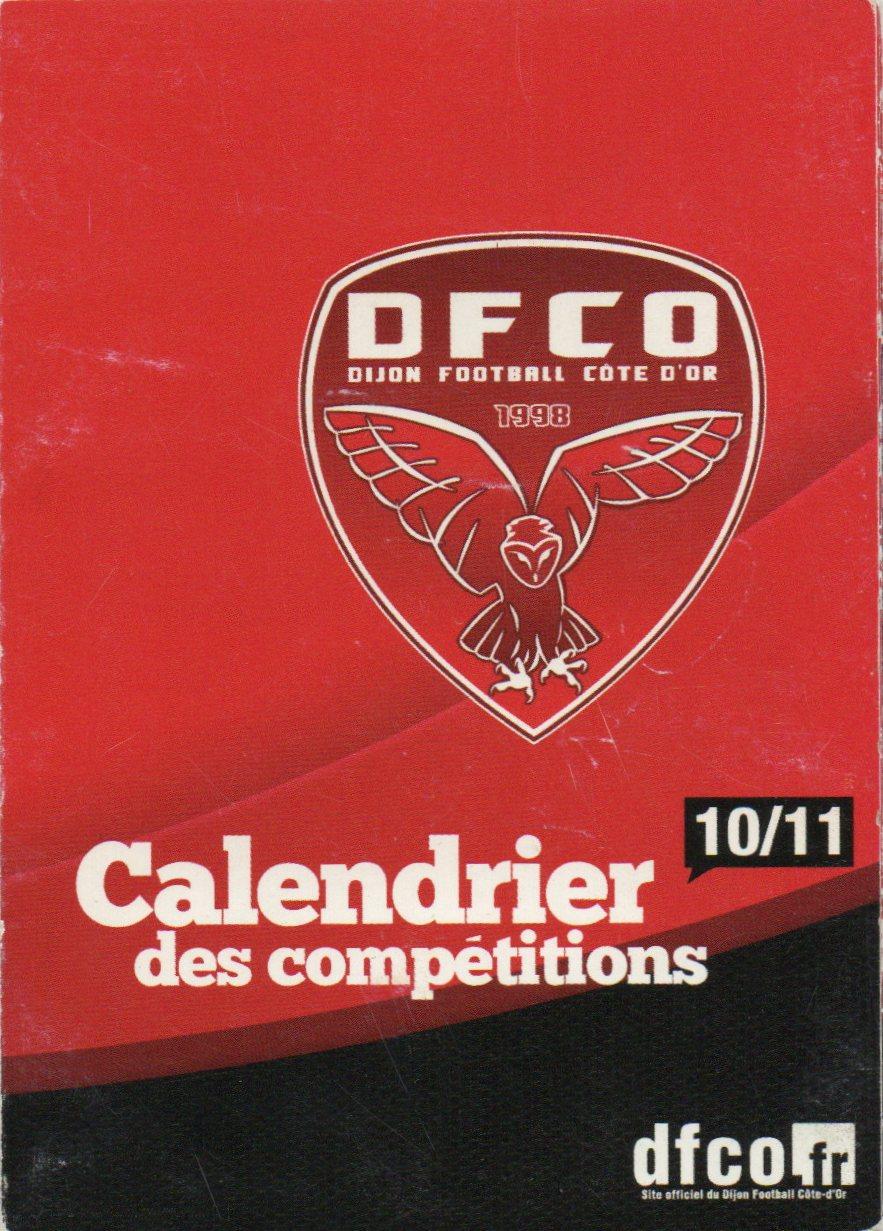 DFCO
DIJON FOOTBALL CÔTE D'OR
1998
10/11
Calendrier
des compétitions
dfco.fr
Site officiel du Dijon Football Côte-d'Or